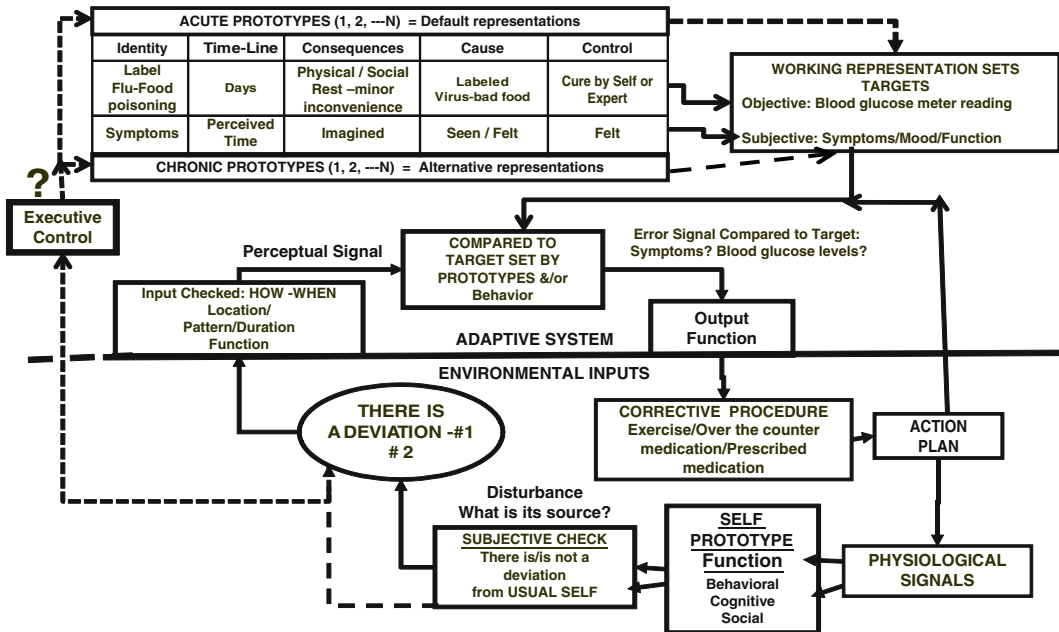 ACUTE PROTOTYPES (1, 2, ---N) = Default representations
Identity Time-Line Consequences Cause Control
Label
Flu-Food
poisoning
Days
Physical / Social
Rest –minor
inconvenience
Labeled
Virus-bad food
Cure by Self or
Expert
Symptoms
Perceived
Time
Imagined
Seen / Felt
Felt
CHRONIC PROTOTYPES (1, 2, ---N) = Alternative representations
WORKING REPRESENTATION SETS
TARGETS
Objective: Blood glucose meter reading
Subjective: Symptoms/Mood/Function
?
Executive
Control
Perceptual Signal
COMPARED TO
TARGET SET BY
PROTOTYPES &/or
Behavior
Error Signal Compared to Target:
Symptoms? Blood glucose levels?
Input Checked: HOW -WHEN
Location/
Pattern/Duration
Function
Output
Function
ADAPTIVE SYSTEM
ENVIRONMENTAL INPUTS
THERE IS
A DEVIATION -#1
# 2
CORRECTIVE PROCEDURE
Exercise/Over the counter
medication/Prescribed
medication
ACTION
PLAN
Disturbance
What is its source?
SUBJECTIVE CHECK
There is/is not a
deviation
from USUAL SELF
SELF
PROTOTYPE
Function
Behavioral
Cognitive
Social
PHYSIOLOGICAL
SIGNALS